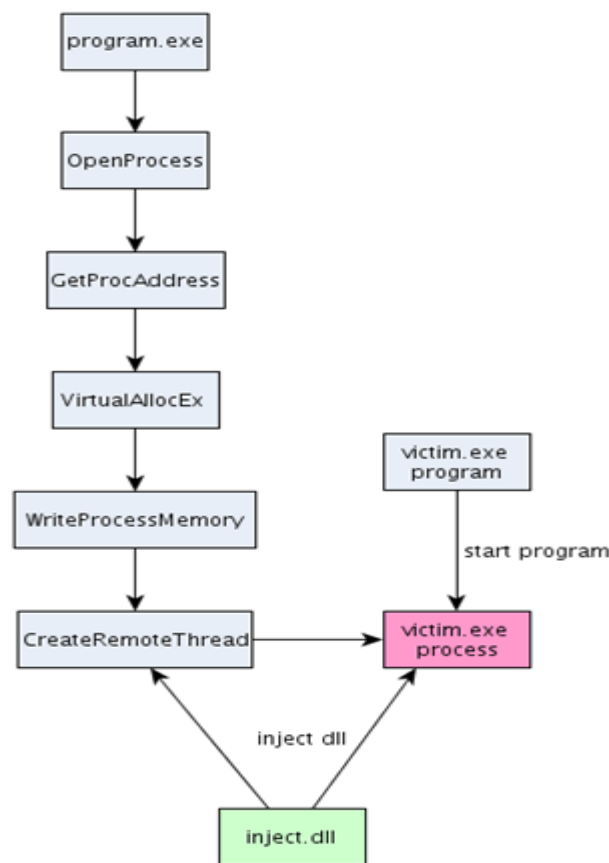 program.exe
OpenProcess
GetProcAddress
VirtualAllocEx
WriteProcessMemory
CreateRemoteThread
victim.exe
program
start program
victim.exe
process
inject dll
inject.dll